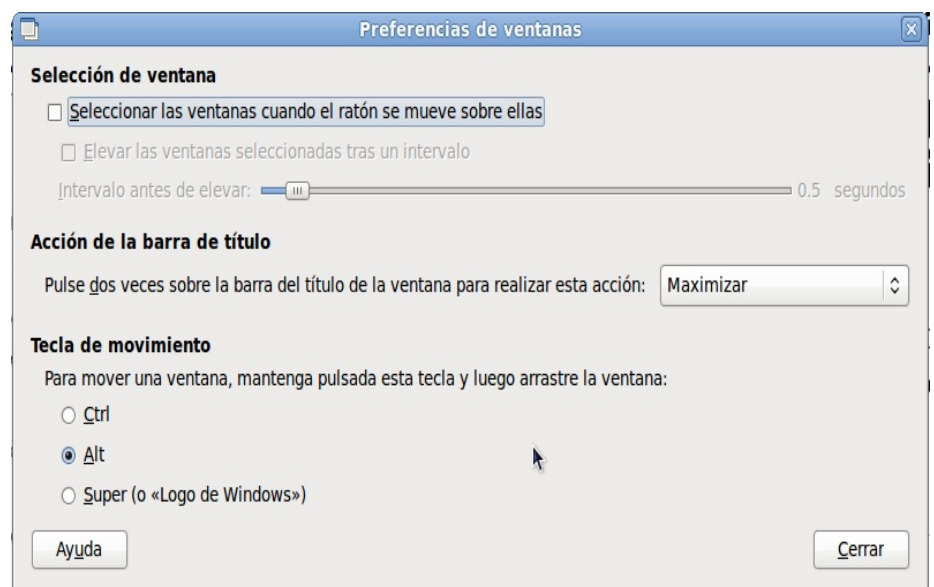 Preferencias de ventanas
Selección de ventana
Seleccionar las ventanas cuando el ratón se mueve sobre ellas
Elevar las ventanas seleccionadas tras un intervalo
Intervalo antes de elevar: 0.5 segundos
Acción de la barra de título
Pulse dos veces sobre la barra del título de la ventana para realizar esta acción: Maximizar
Tecla de movimiento
Para mover una ventana, mantenga pulsada esta tecla y luego arrastre la ventana:
Ctrl
Alt
Super (o «Logo de Windows»)
Ayuda Cerrar